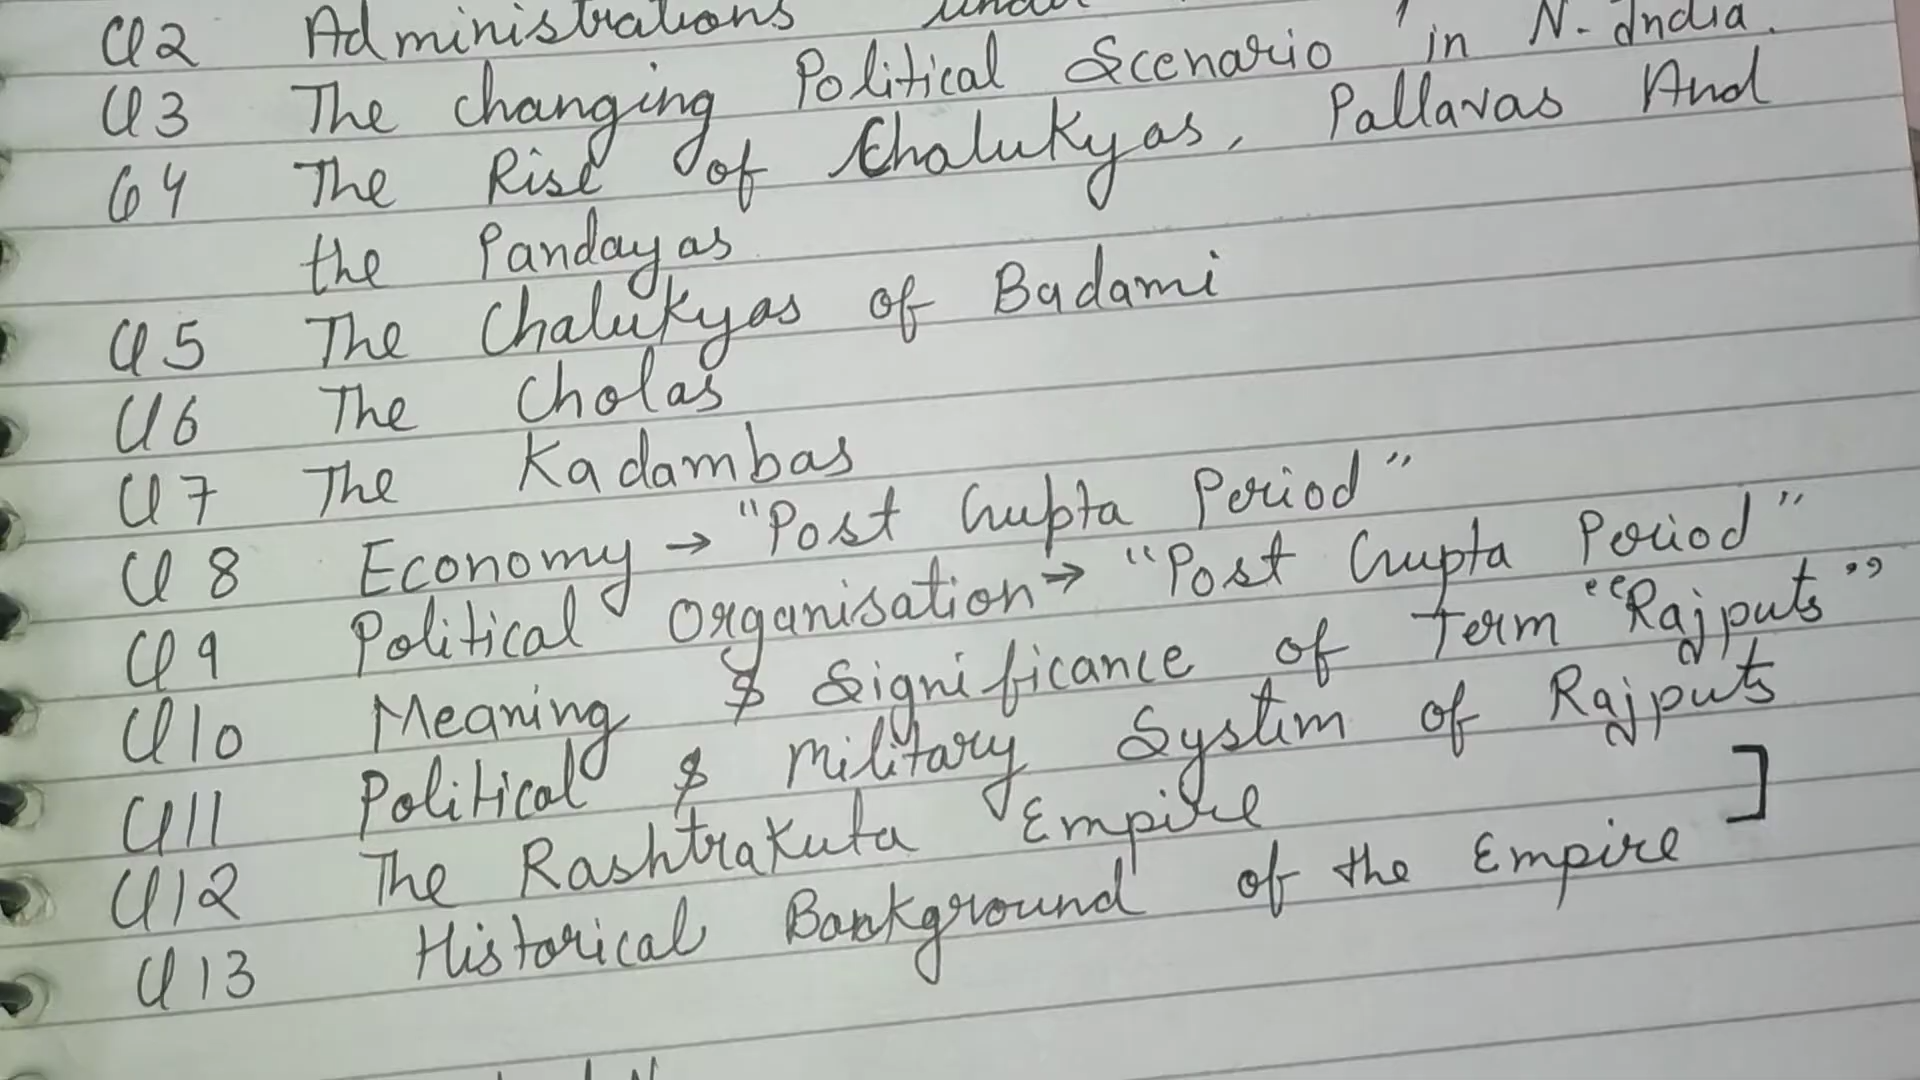 U2 Administrations
U3 The changing Political Scenario in N. India.
U4 The Rise of Chalukyas, Pallavas And
the Pandayas
U5 The Chalukyas of Badami
U6 The Cholas
U7 The Kadambas
U8 Economy → "Post Gupta Period"
U9 Political Organisation → "Post Gupta Period"
U10 Meaning & Significance of Term "Rajputs"
U11 Political & Military System of Rajputs
U12 The Rashtrakuta Empire ]
U13 Historical Background of the Empire